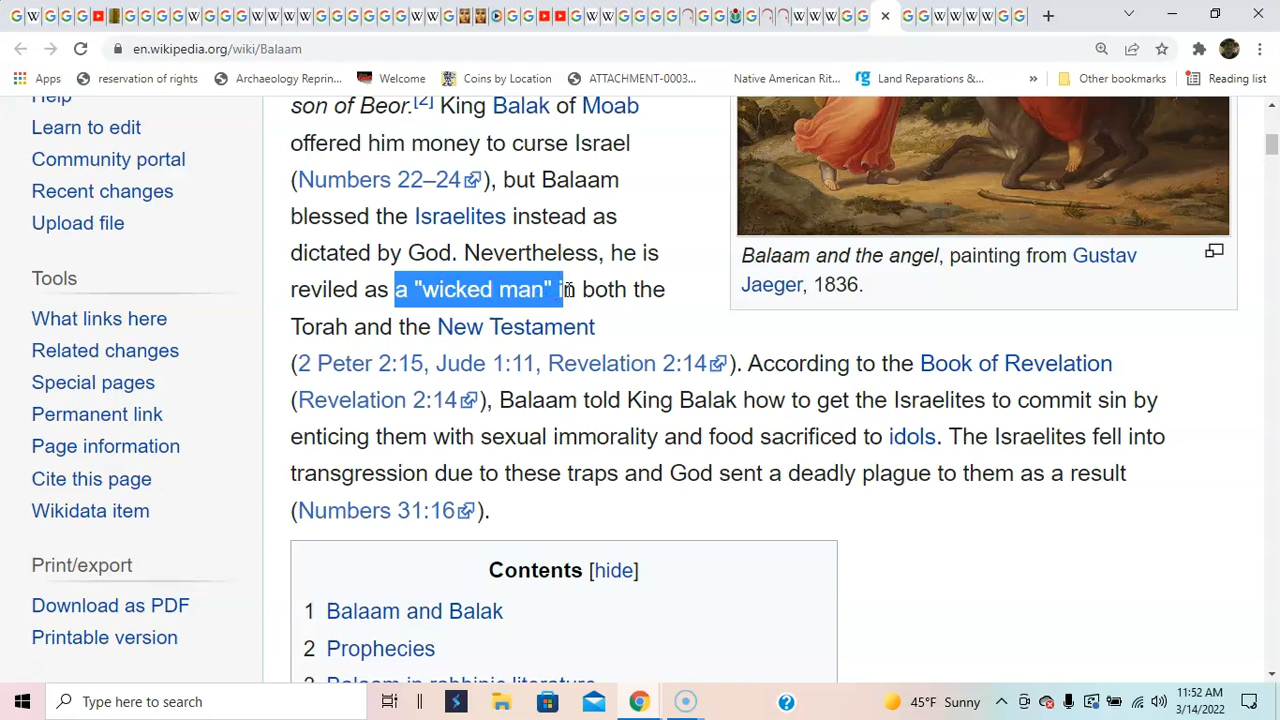 en.wikipedia.org/wiki/Balaam
Apps
reservation of rights
Archaeology Reprin...
Welcome
Coins by Location
ATTACHMENT-0003...
Native American Rit...
Land Reparations &...
»
Other bookmarks
Reading list
Help
Learn to edit
Community portal
Recent changes
Upload file
Tools
What links here
Related changes
Special pages
Permanent link
Page information
Cite this page
Wikidata item
Print/export
Download as PDF
Printable version
son of Beor.[2] King Balak of Moab
offered him money to curse Israel
(Numbers 22–24), but Balaam
blessed the Israelites instead as
dictated by God. Nevertheless, he is
reviled as a "wicked man" in both the
Torah and the New Testament
(2 Peter 2:15, Jude 1:11, Revelation 2:14). According to the Book of Revelation
(Revelation 2:14), Balaam told King Balak how to get the Israelites to commit sin by
enticing them with sexual immorality and food sacrificed to idols. The Israelites fell into
transgression due to these traps and God sent a deadly plague to them as a result
(Numbers 31:16).
Balaam and the angel, painting from Gustav
Jaeger, 1836.
Contents [hide]
1 Balaam and Balak
2 Prophecies
3 Balaam in rabbinic literature
Type here to search
45°F Sunny
11:52 AM
3/14/2022